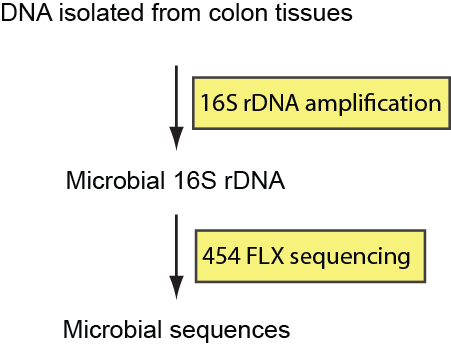 DNA isolated from colon tissues
16S rDNA amplification
Microbial 16S rDNA
454 FLX sequencing
Microbial sequences